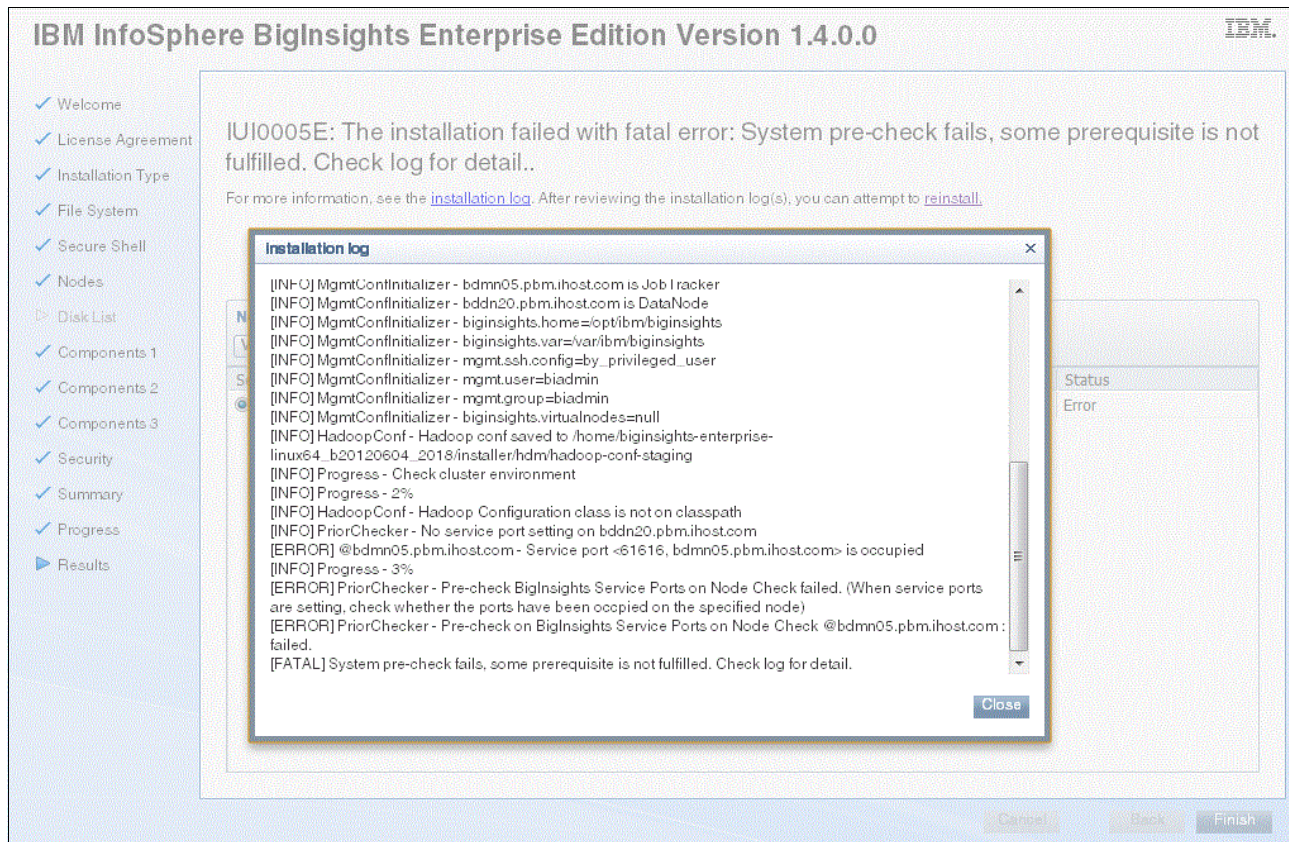 IBM InfoSphere BigInsights Enterprise Edition Version 1.4.0.0
IBM.
Welcome
License Agreement
Installation Type
File System
Secure Shell
Nodes
Disk List
Components 1
Components 2
Components 3
Security
Summary
Progress
Results
IUI0005E: The installation failed with fatal error: System pre-check fails, some prerequisite is not
fulfilled. Check log for detail..
For more information, see the installation log. After reviewing the installation log(s), you can attempt to reinstall.
Installation log
[INFO] MgmtConfInitializer - bdmn05.pbm.ihost.com is JobTracker
[INFO] MgmtConfInitializer - bddn20.pbm.ihost.com is DataNode
[INFO] MgmtConfInitializer - biginsights.home=/opt/ibm/biginsights
[INFO] MgmtConfInitializer - biginsights.var=/var/ibm/biginsights
[INFO] MgmtConfInitializer - mgmt.ssh.config=by_privileged_user
[INFO] MgmtConfInitializer - mgmt.user=biadmin
[INFO] MgmtConfInitializer - mgmt.group=biadmin
[INFO] MgmtConfInitializer - biginsights.virtualnodes=null
[INFO] HadoopConf - Hadoop conf saved to /home/biginsights-enterprise-
linux64_b20120604_2018/installer/hdm/hadoop-conf-staging
[INFO] Progress - Check cluster environment
[INFO] Progress - 2%
[INFO] HadoopConf - Hadoop Configuration class is not on classpath
[INFO] PriorChecker - No service port setting on bddn20.pbm.ihost.com
[ERROR] @bdmn05.pbm.ihost.com - Service port <61616, bdmn05.pbm.ihost.com> is occupied
[INFO] Progress - 3%
[ERROR] PriorChecker - Pre-check BigInsights Service Ports on Node Check failed. (When service ports
are setting, check whether the ports have been occpied on the specified node)
[ERROR] PriorChecker - Pre-check on BigInsights Service Ports on Node Check @bdmn05.pbm.ihost.com :
failed.
[FATAL] System pre-check fails, some prerequisite is not fulfilled. Check log for detail.
Close
Status
Error
Cancel
Back
Finish